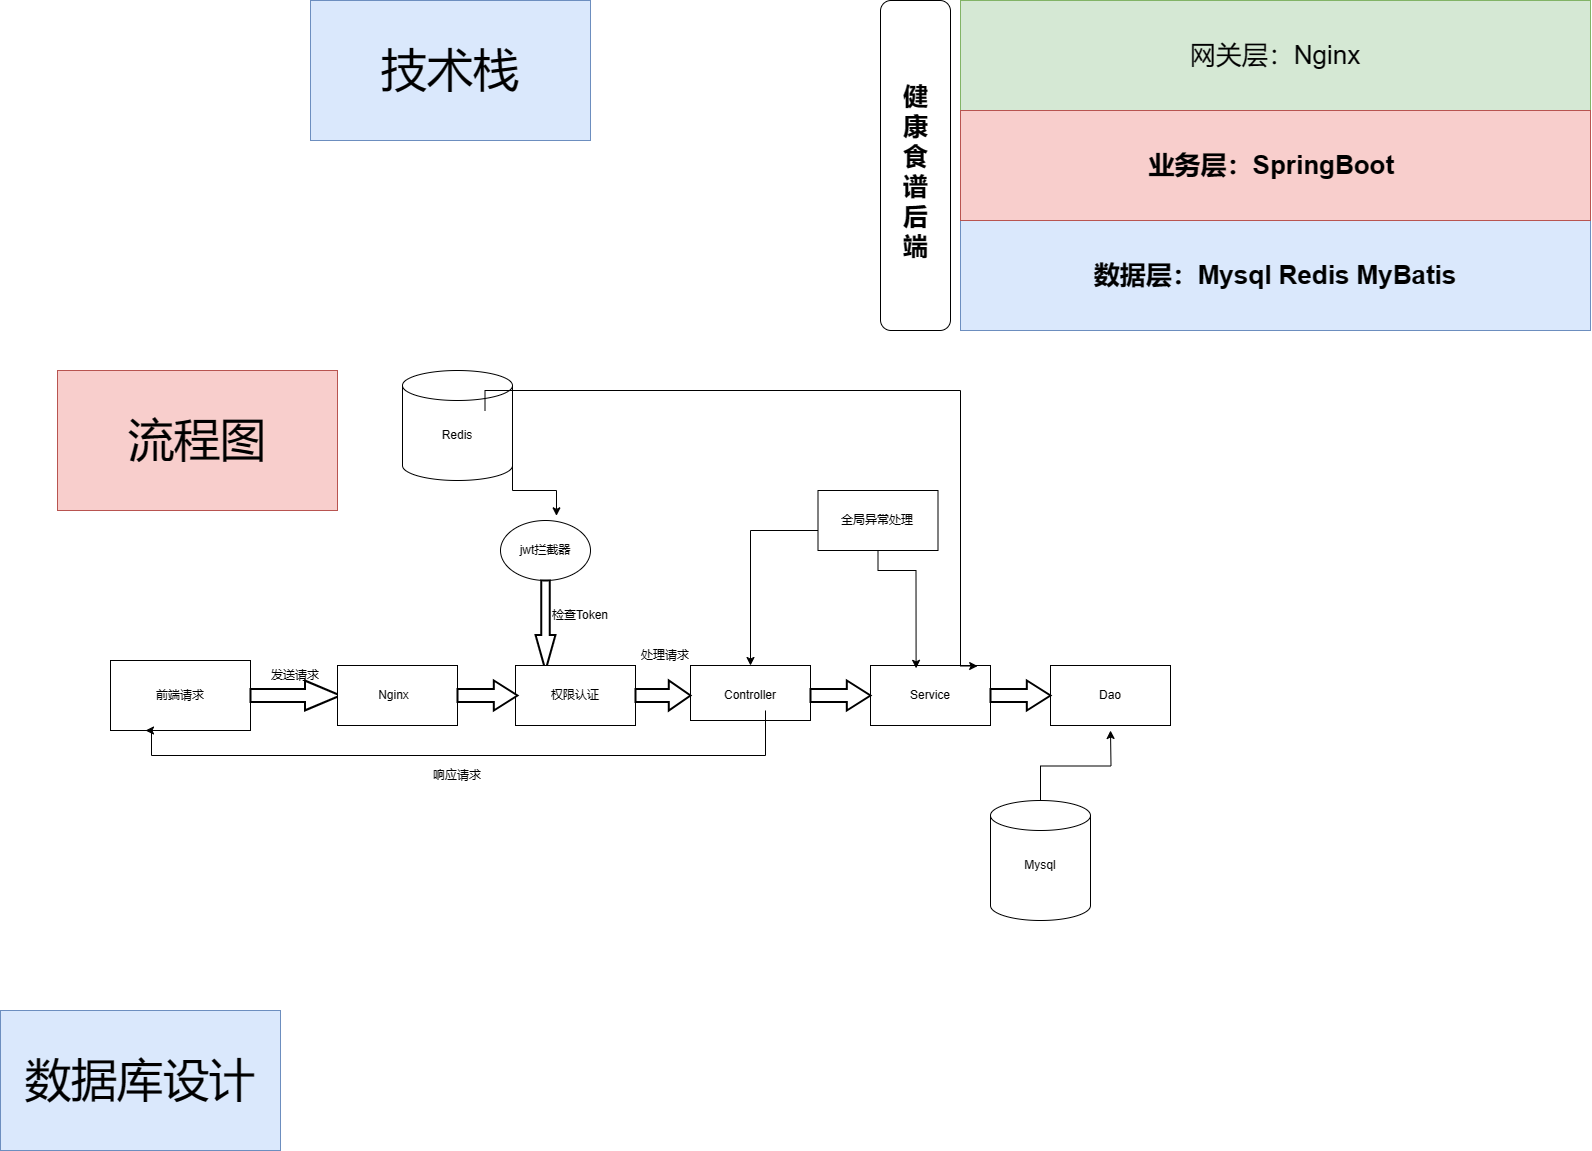 技术栈
健
康
食
谱
后
端
网关层：Nginx
业务层：SpringBoot
数据层：Mysql Redis MyBatis
流程图
Redis
全局异常处理
jwt拦截器
检查Token
处理请求
发送请求
前端请求
Nginx
权限认证
Controller
Service
Dao
响应请求
Mysql
数据库设计